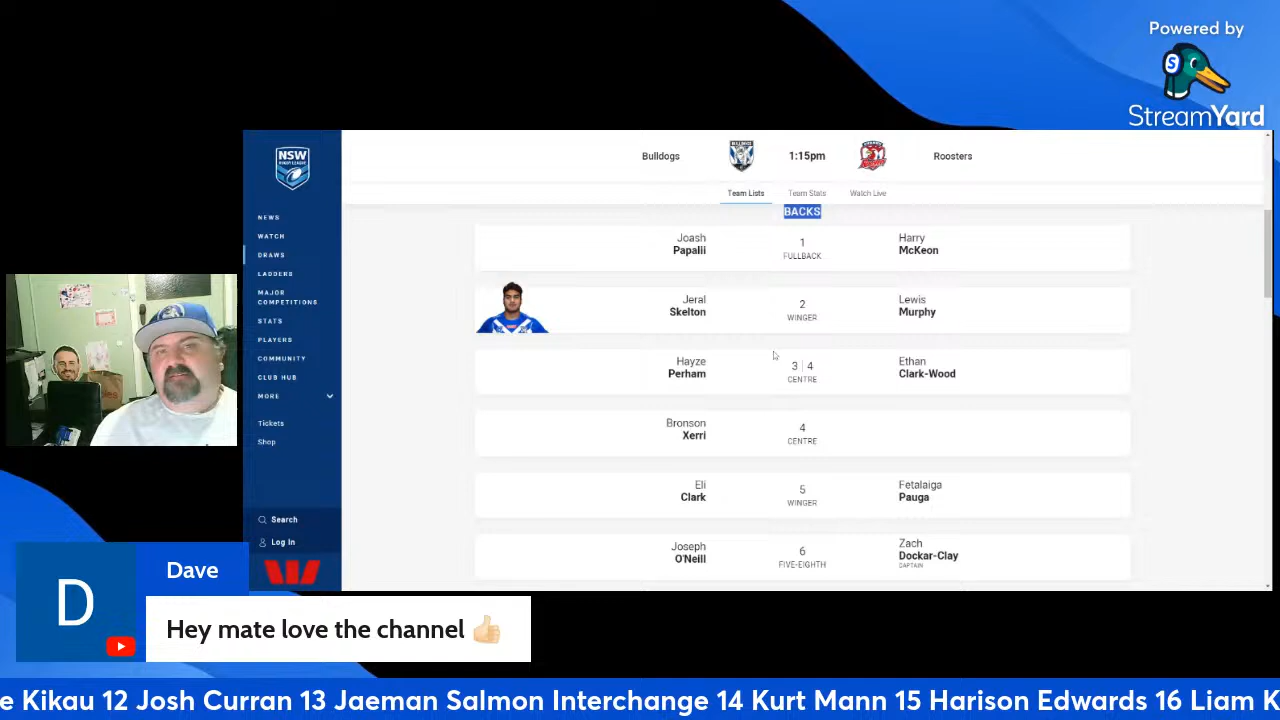 Powered by
StreamYard
NSW
RUGBY LEAGUE
Bulldogs
BULLDOGS
1:15pm
Roosters
Team Lists
Team Stats
Watch Live
NEWS
WATCH
DRAWS
LADDERS
MAJOR
COMPETITIONS
STATS
PLAYERS
COMMUNITY
CLUB HUB
MORE
Tickets
Shop
Search
Log In
BACKS
Joash
Papalii
1
FULLBACK
Harry
McKeon
Jeral
Skelton
2
WINGER
Lewis
Murphy
Hayze
Perham
3 | 4
CENTRE
Ethan
Clark-Wood
Bronson
Xerri
4
CENTRE
Eli
Clark
5
WINGER
Fetalaiga
Pauga
Joseph
O'Neill
6
FIVE-EIGHTH
Zach
Dockar-Clay
CAPTAIN
D
Dave
Hey mate love the channel 👍🏻
e Kikau 12 Josh Curran 13 Jaeman Salmon Interchange 14 Kurt Mann 15 Harison Edwards 16 Liam K